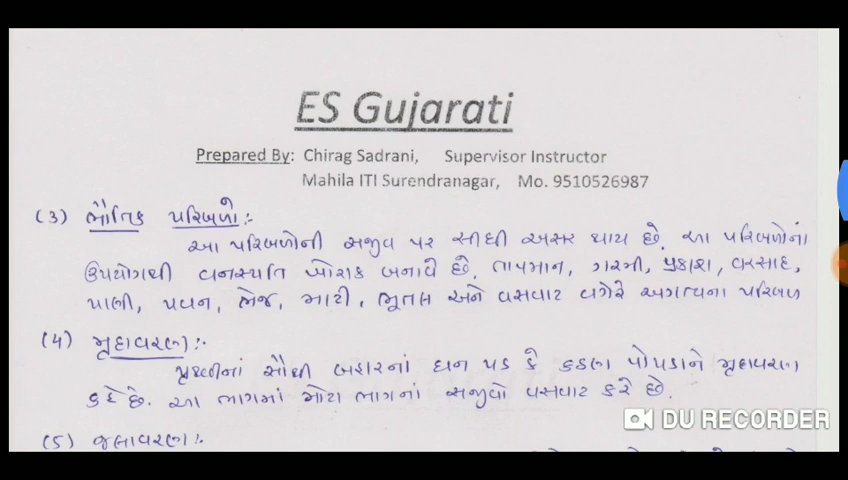 ES Gujarati
Prepared By: Chirag Sadrani, Supervisor Instructor
Mahila ITI Surendranagar, Mo. 9510526987
(3) ભૌતિક પરિબળો :-
આ પરિબળોની સજીવ પર સીધી અસર થાય છે. આ પરિબળોનાં
ઉપયોગથી વનસ્પતિ ખોરાક બનાવે છે. તાપમાન, ગરમી, પ્રકાશ, વરસાદ,
પાણી, પવન, ભેજ, માટી, ભૂતલ અને વસવાટ વગેરે અગત્યના પરિબળ
(4) મૃદાવરણ :-
પૃથ્વીનાં સૌથી બહારનાં ઘન પડ કે કઠણ પોપડાને મૃદાવરણ
કહે છે. આ ભાગમાં મોટા ભાગનાં સજીવો વસવાટ કરે છે.
DU RECORDER
(5) જલાવરણ :-